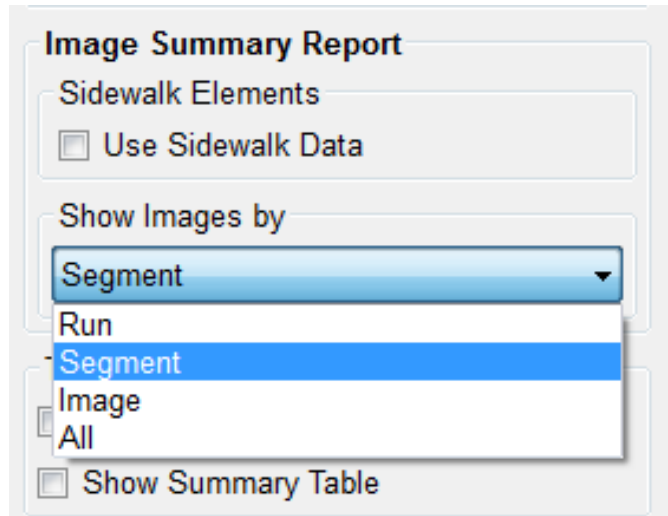 Image Summary Report
Sidewalk Elements
Use Sidewalk Data
Show Images by
Segment
Run
Segment
Image
All
Show Summary Table